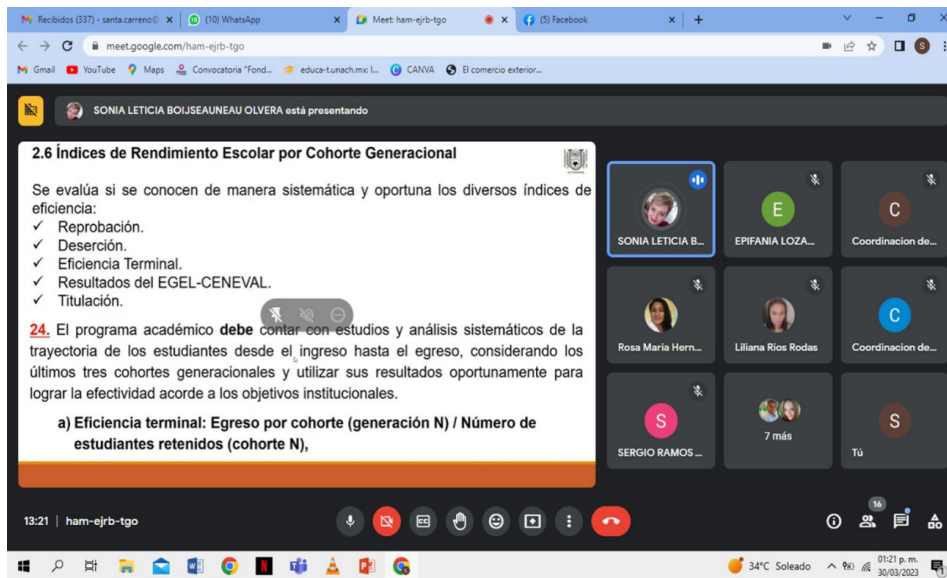 Recibidos (337) - santa.carreno@
(10) WhatsApp
Meet: ham-ejrb-tgo
(5) Facebook
meet.google.com/ham-ejrb-tgo
S
Gmail
YouTube
Maps
Convocatoria "Fond...
educa-t.unach.mx: I...
CANVA
El comercio exterior...
SONIA LETICIA BOIJSEAUNEAU OLVERA está presentando
2.6 Índices de Rendimiento Escolar por Cohorte Generacional
Se evalúa si se conocen de manera sistemática y oportuna los diversos índices de
eficiencia:
✓ Reprobación.
✓ Deserción.
✓ Eficiencia Terminal.
✓ Resultados del EGEL-CENEVAL.
✓ Titulación.
24. El programa académico debe contar con estudios y análisis sistemáticos de la
trayectoria de los estudiantes desde el ingreso hasta el egreso, considerando los
últimos tres cohortes generacionales y utilizar sus resultados oportunamente para
lograr la efectividad acorde a los objetivos institucionales.
a) Eficiencia terminal: Egreso por cohorte (generación N) / Número de
estudiantes retenidos (cohorte N),
SONIA LETICIA B...
E
EPIFANIA LOZA...
C
Coordinacion de...
Rosa Maria Hern...
Liliana Rios Rodas
C
Coordinacion de...
S
SERGIO RAMOS ...
7 más
S
Tú
13:21 | ham-ejrb-tgo
16
34°C Soleado
01:21 p. m.
30/03/2023